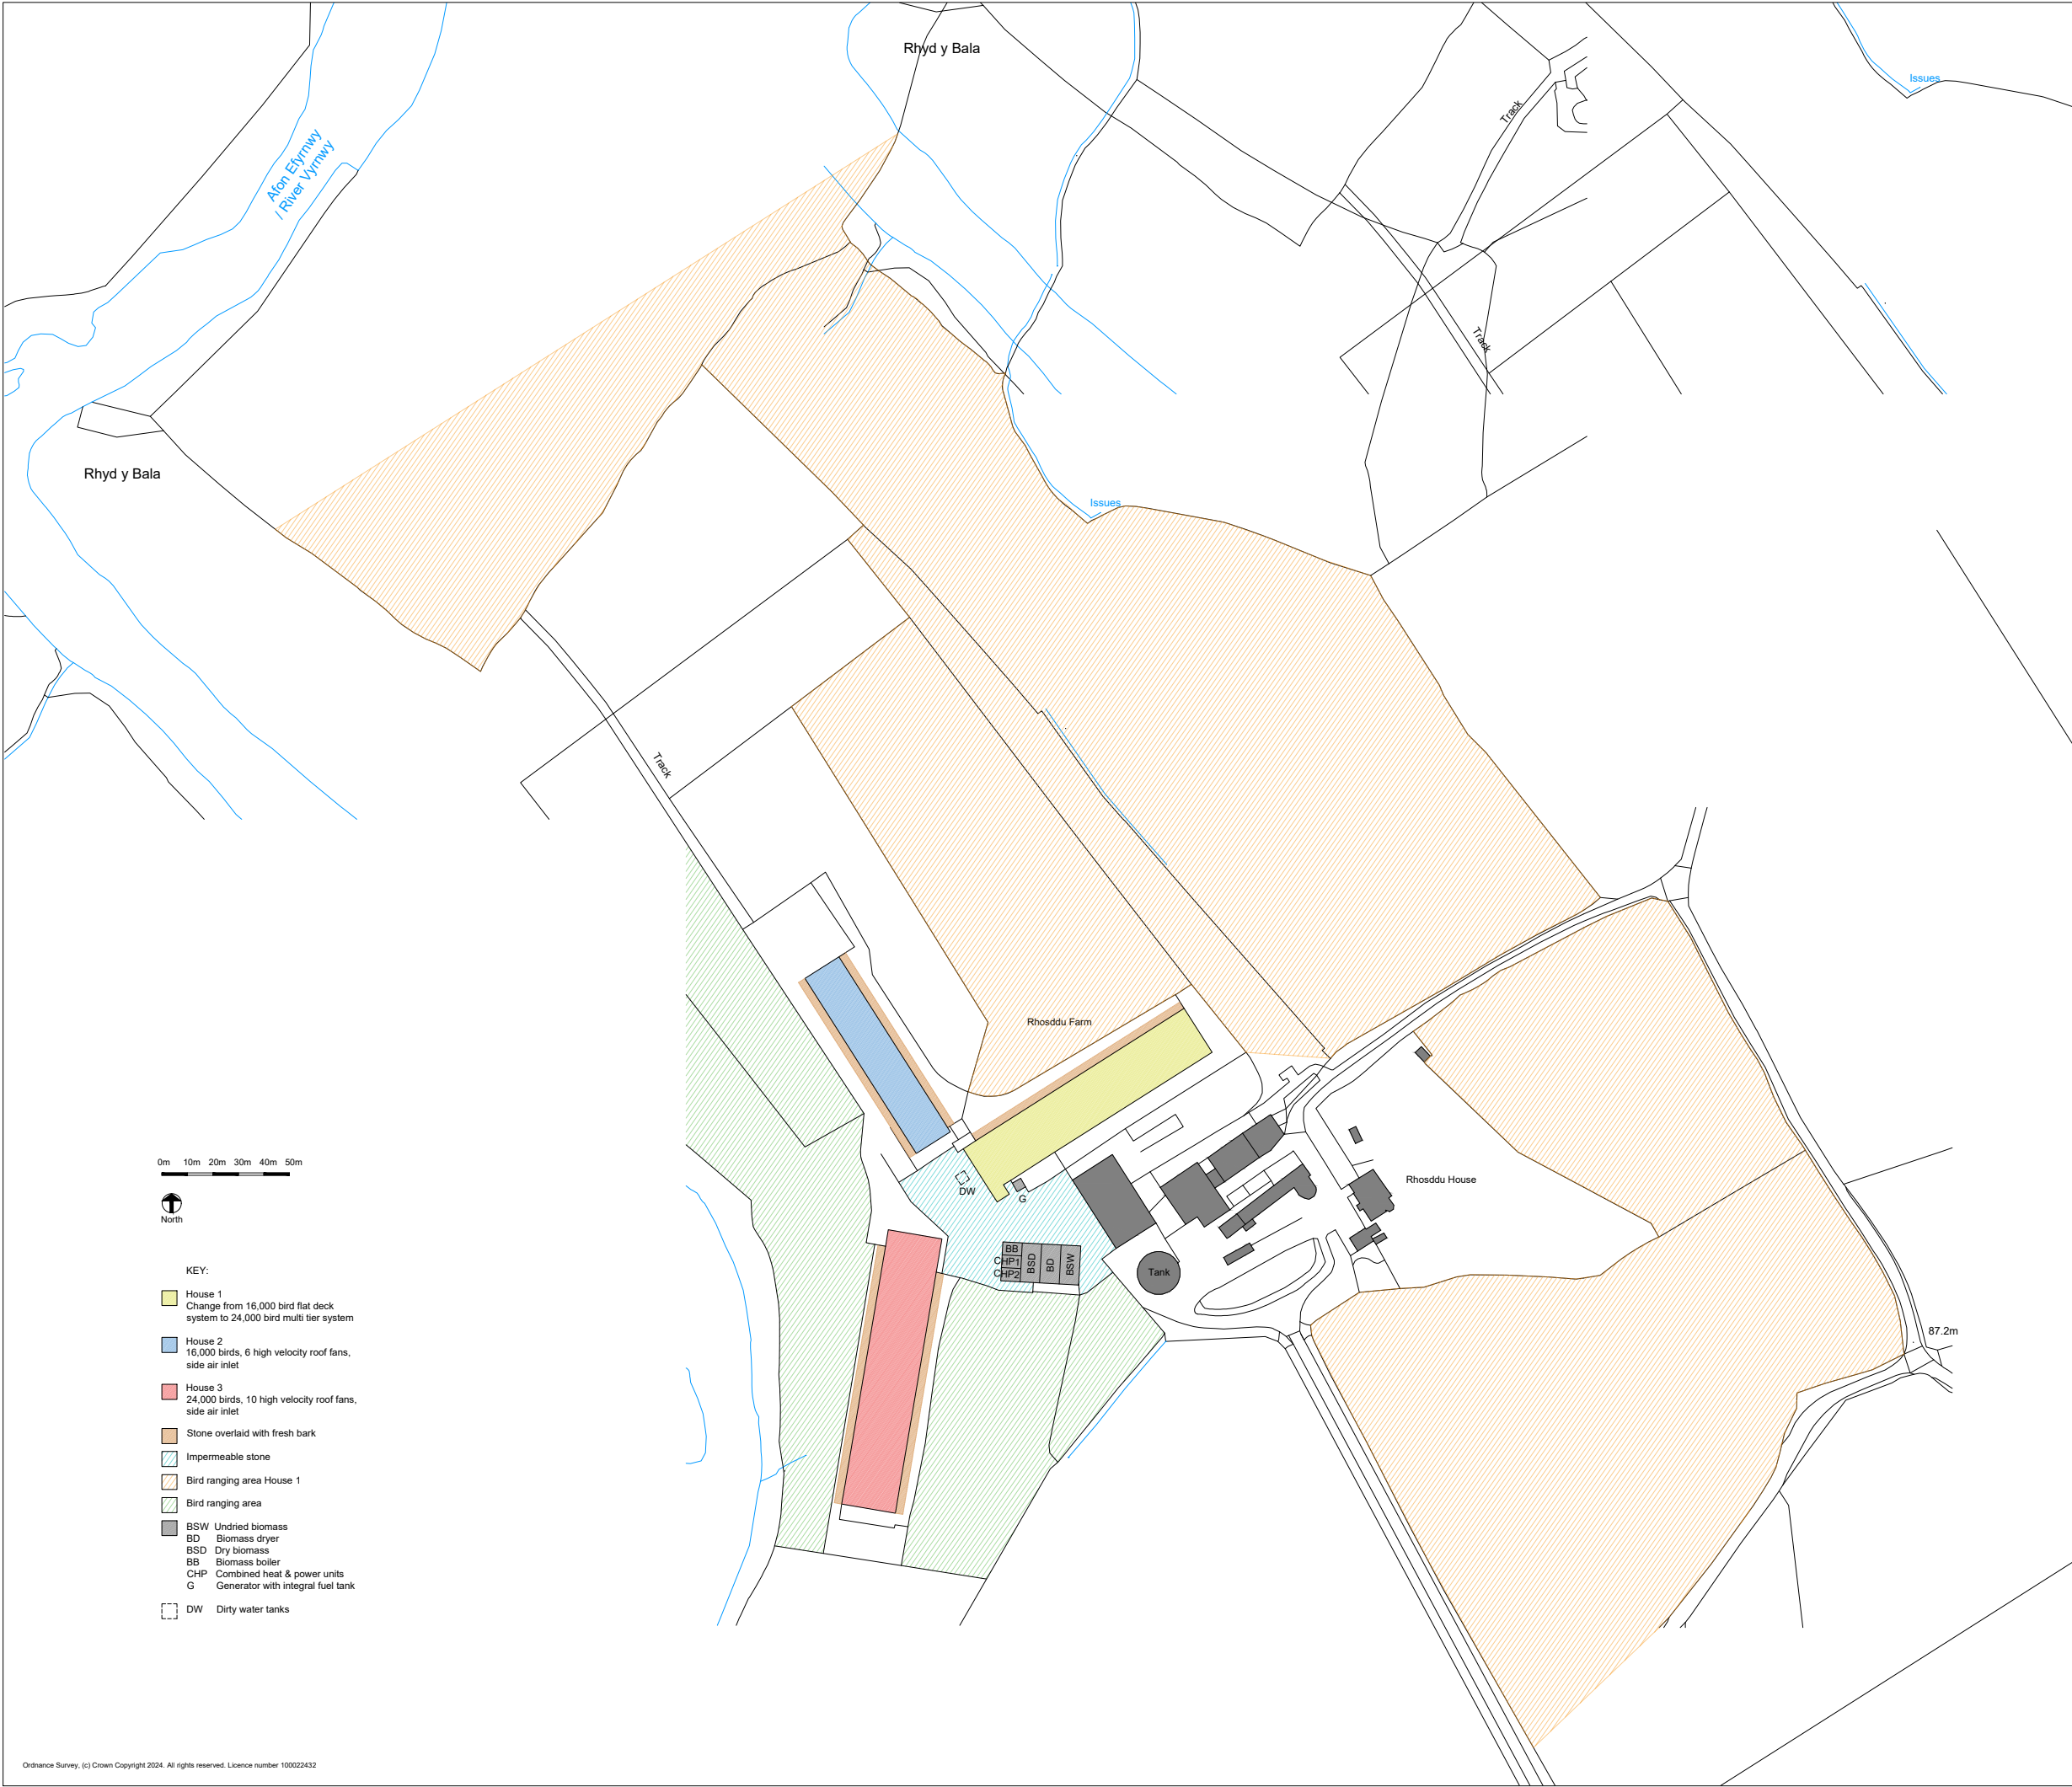 Rhyd y Bala
Issues
Track
Afon Efyrnwy
/ River Vyrnwy
Track
Rhyd y Bala
Issues
Track
Rhosddu Farm
Rhosddu House
DW
G
BB
CHP1
CHP2
BSD
BD
BSW
Tank
87.2m
0m 10m 20m 30m 40m 50m
North
KEY:
House 1
Change from 16,000 bird flat deck
system to 24,000 bird multi tier system
House 2
16,000 birds, 6 high velocity roof fans,
side air inlet
House 3
24,000 birds, 10 high velocity roof fans,
side air inlet
Stone overlaid with fresh bark
Impermeable stone
Bird ranging area House 1
Bird ranging area
BSW Undried biomass
BD Biomass dryer
BSD Dry biomass
BB Biomass boiler
CHP Combined heat & power units
G Generator with integral fuel tank
DW Dirty water tanks
Ordnance Survey, (c) Crown Copyright 2024. All rights reserved. Licence number 100022432